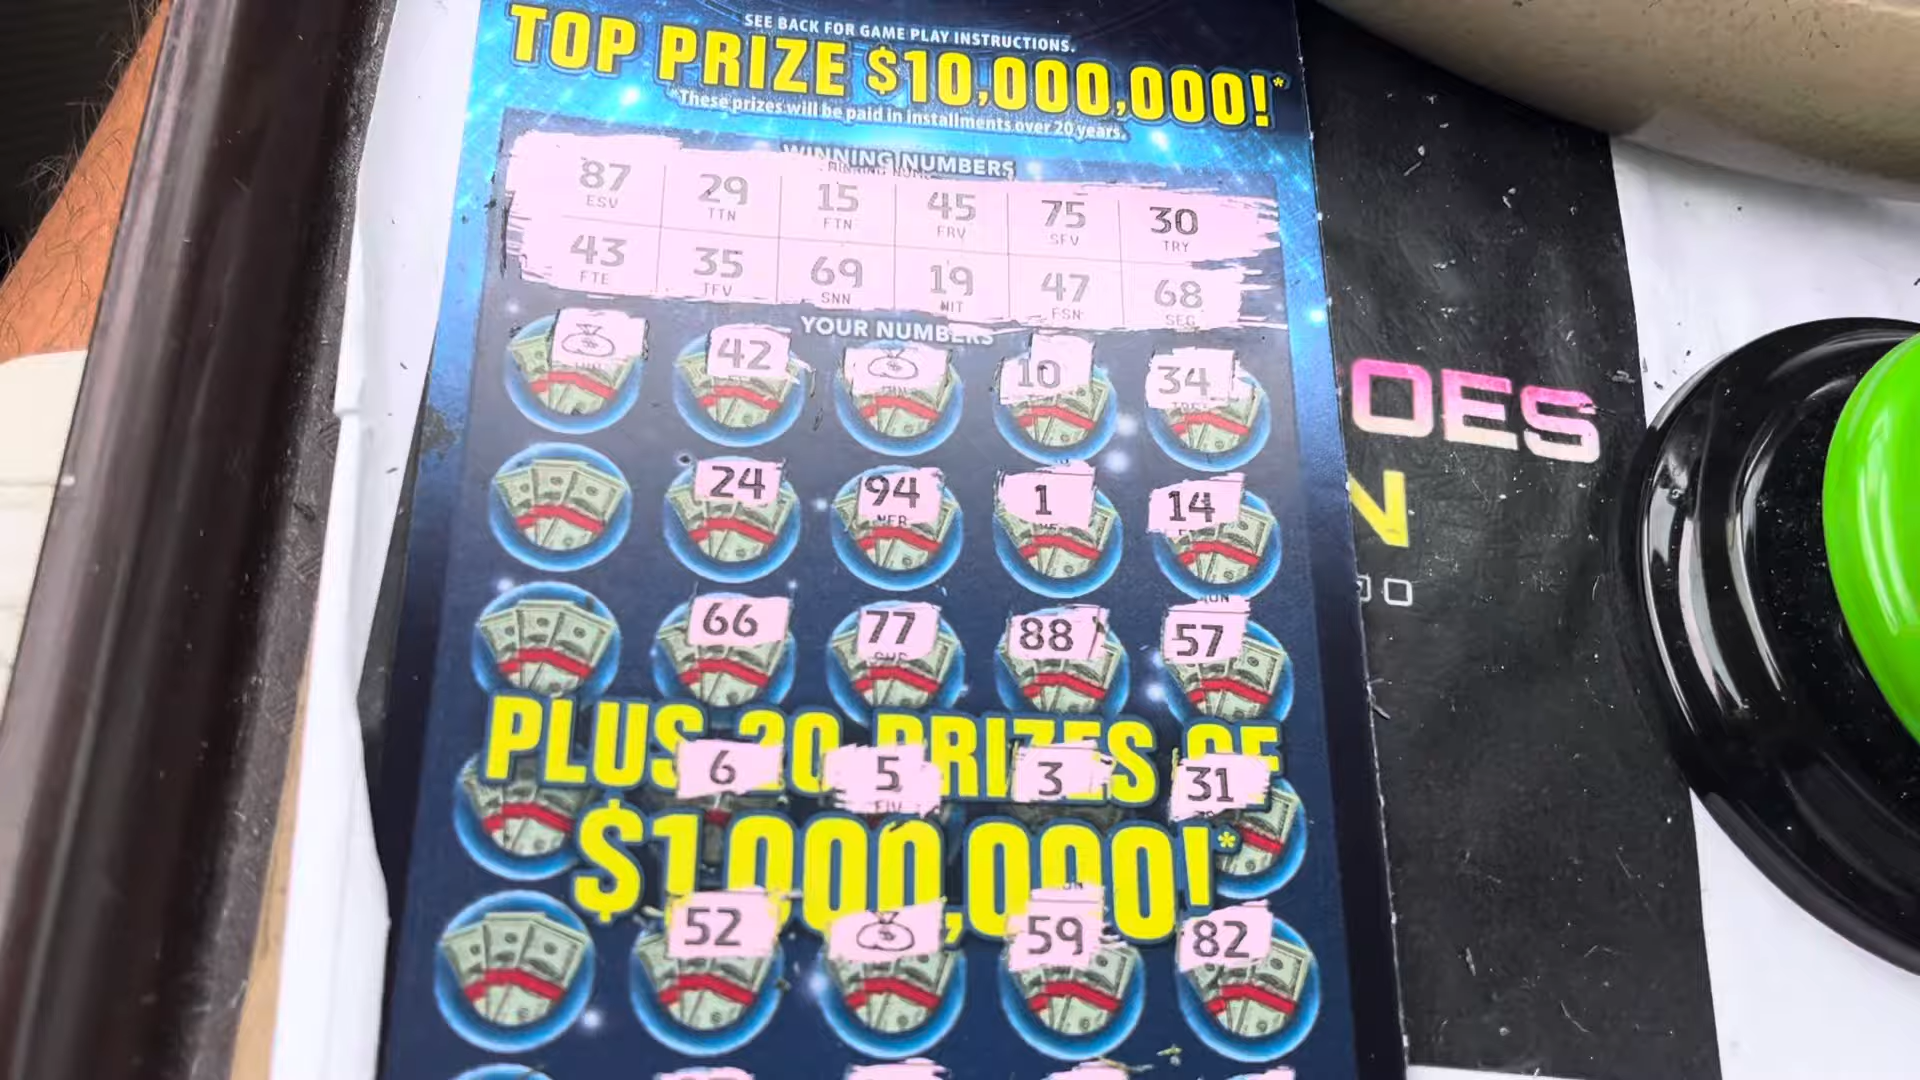 SEE BACK FOR GAME PLAY INSTRUCTIONS.
TOP PRIZE $10,000,000!*
*These prizes will be paid in installments over 20 years.
WINNING NUMBERS
87 29 15 45 75 30
ESV TTN FTN FRV SFV TRY
43 35 69 19 47 68
FTE TFV SNN NIT FSN SEG
YOUR NUMBERS
42 10 34
24 94 1 14
66 77 88 57
PLUS 20 PRIZES OF
6 5 3 31
$1,000,000!*
52 59 82
OES
N